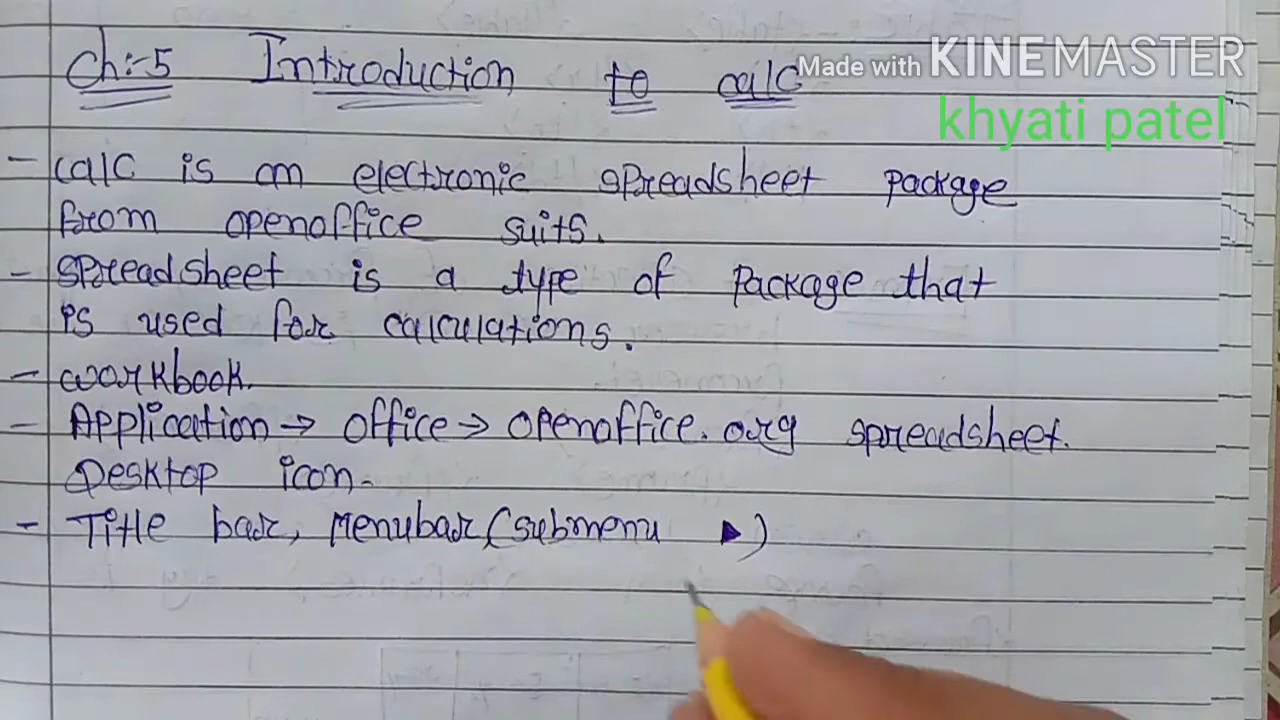 Ch:-5 Introduction to calc
Made with KINEMASTER
khyati patel
- calc is an electronic spreadsheet package
from openoffice suits.
- spreadsheet is a type of package that
is used for calculations.
- workbook.
- Application → office → openoffice.org spreadsheet.
Desktop icon.
- Title bar, Menubar (submenu ▶)